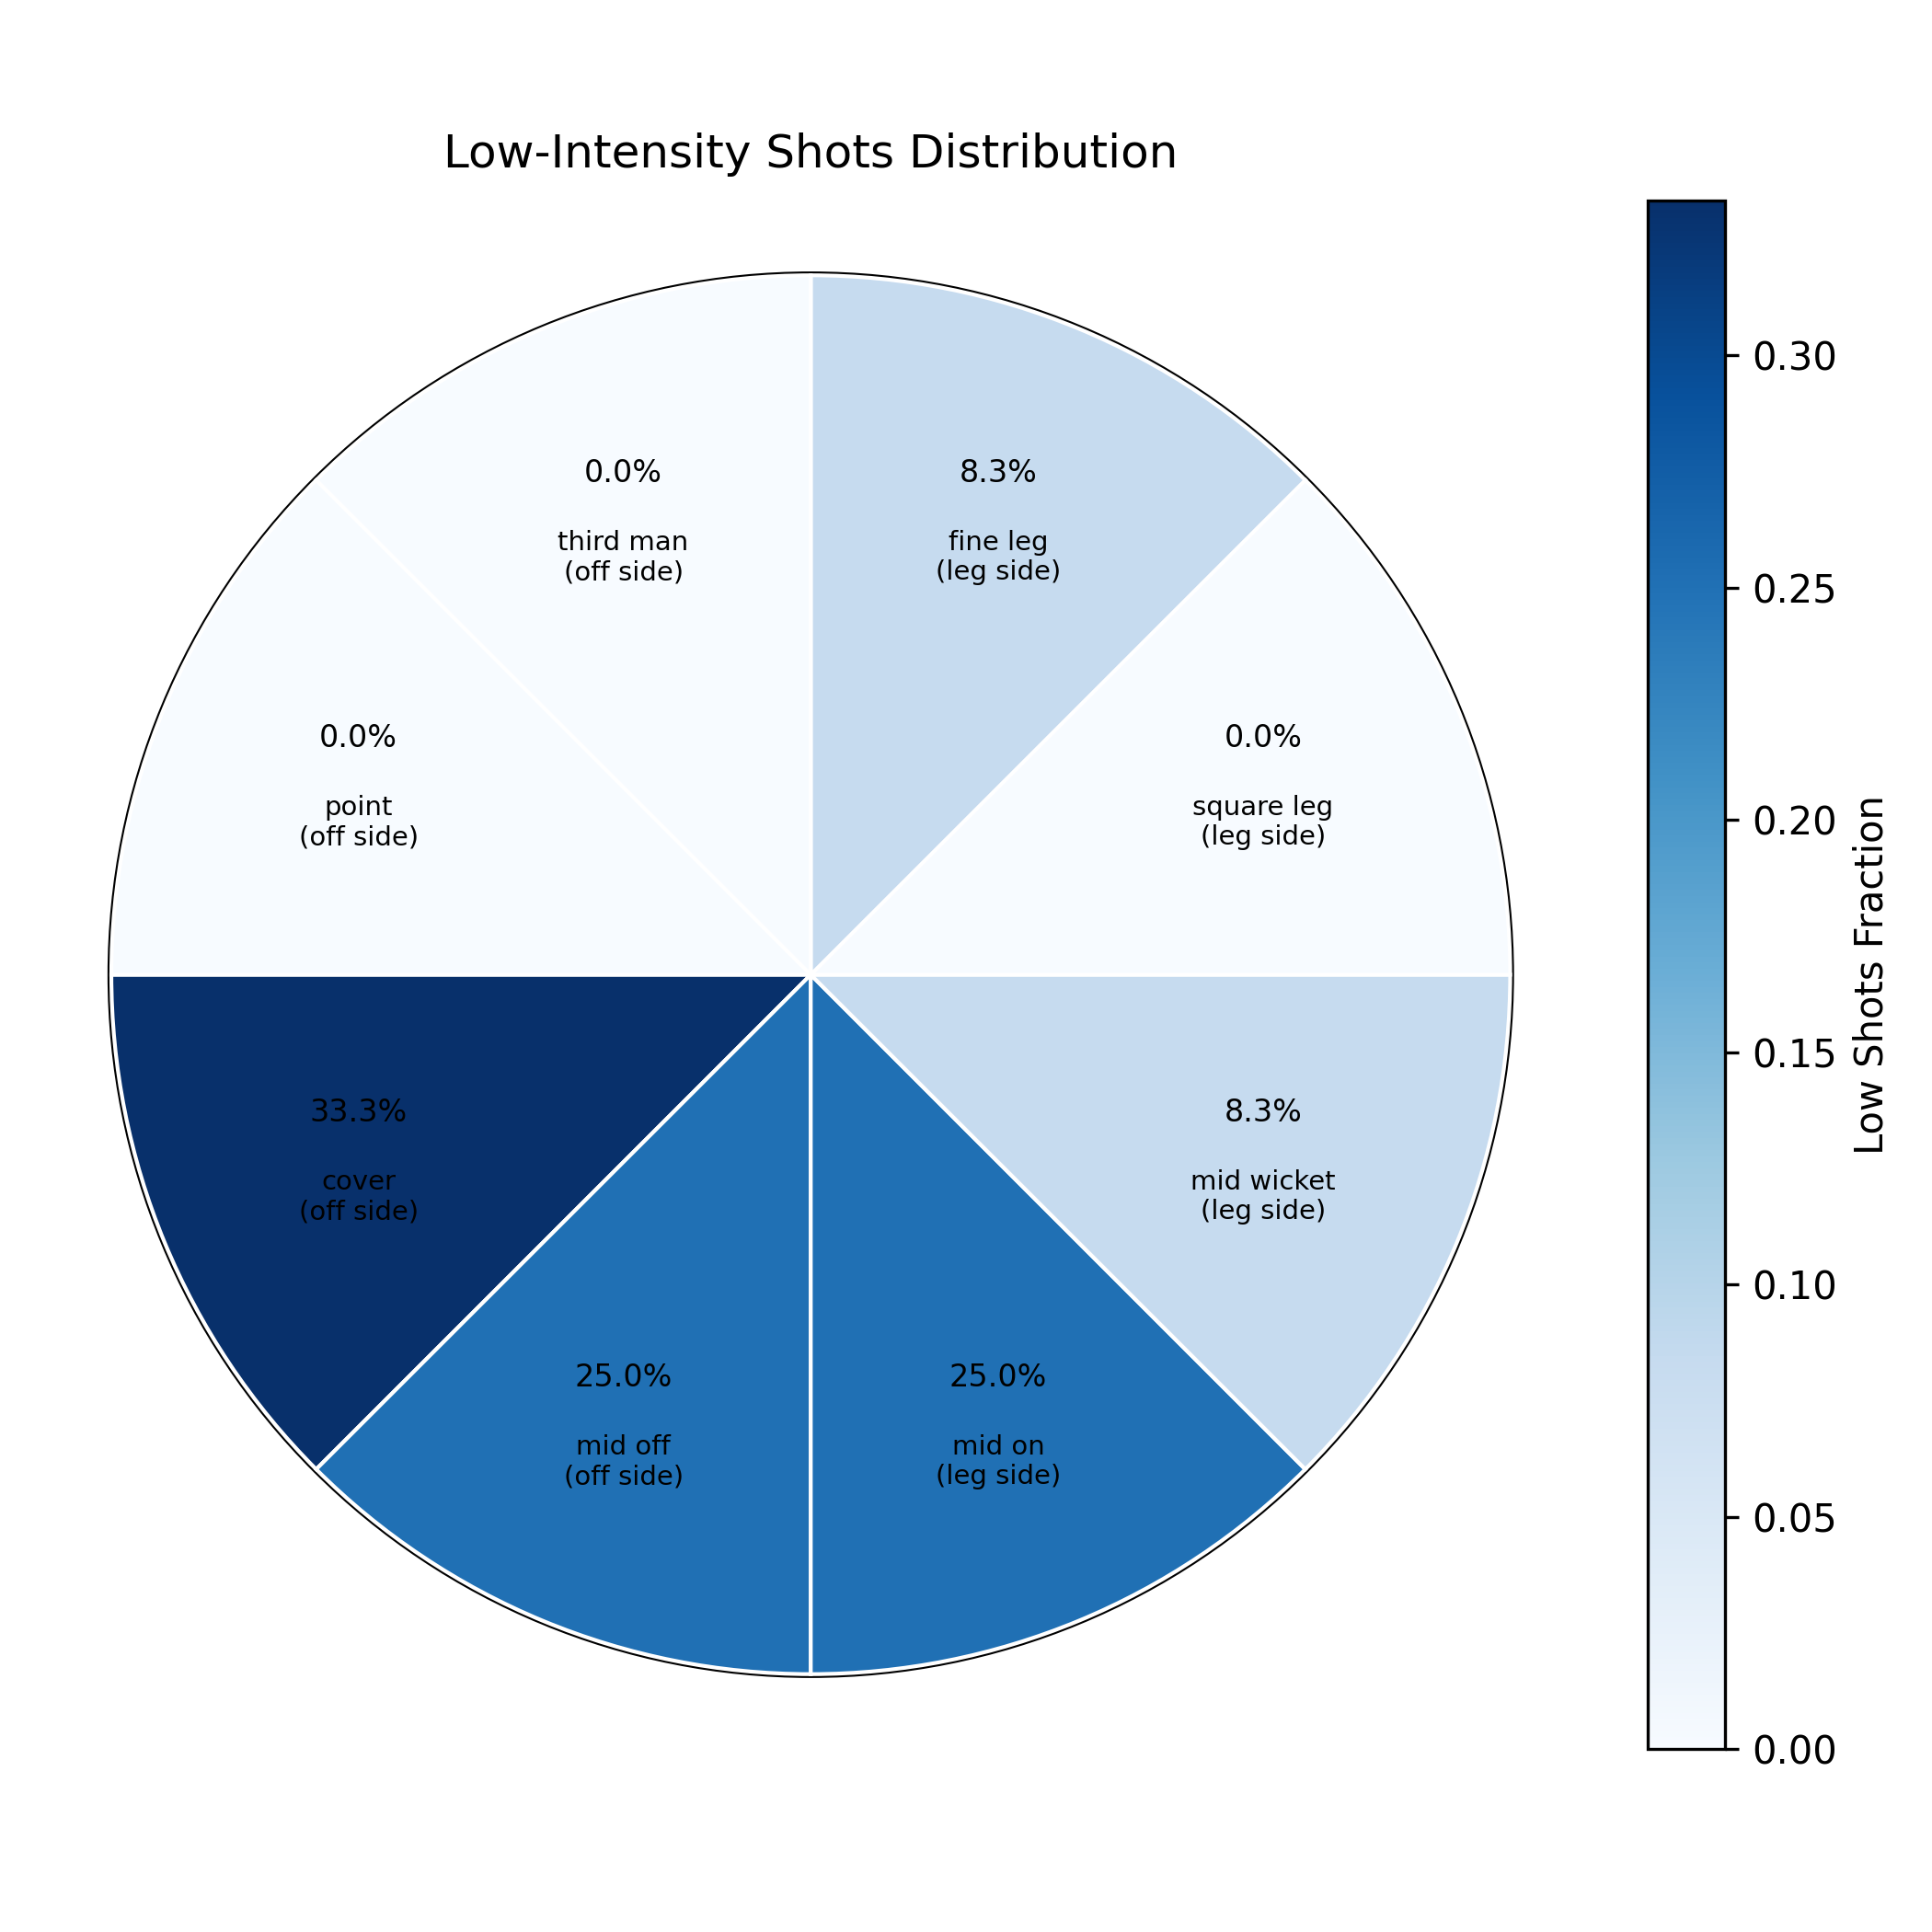 Low-Intensity Shots Distribution
0.0%
third man
(off side)
8.3%
fine leg
(leg side)
0.0%
point
(off side)
0.0%
square leg
(leg side)
33.3%
cover
(off side)
8.3%
mid wicket
(leg side)
25.0%
mid off
(off side)
25.0%
mid on
(leg side)
0.30
0.25
0.20
0.15
0.10
0.05
0.00
Low Shots Fraction